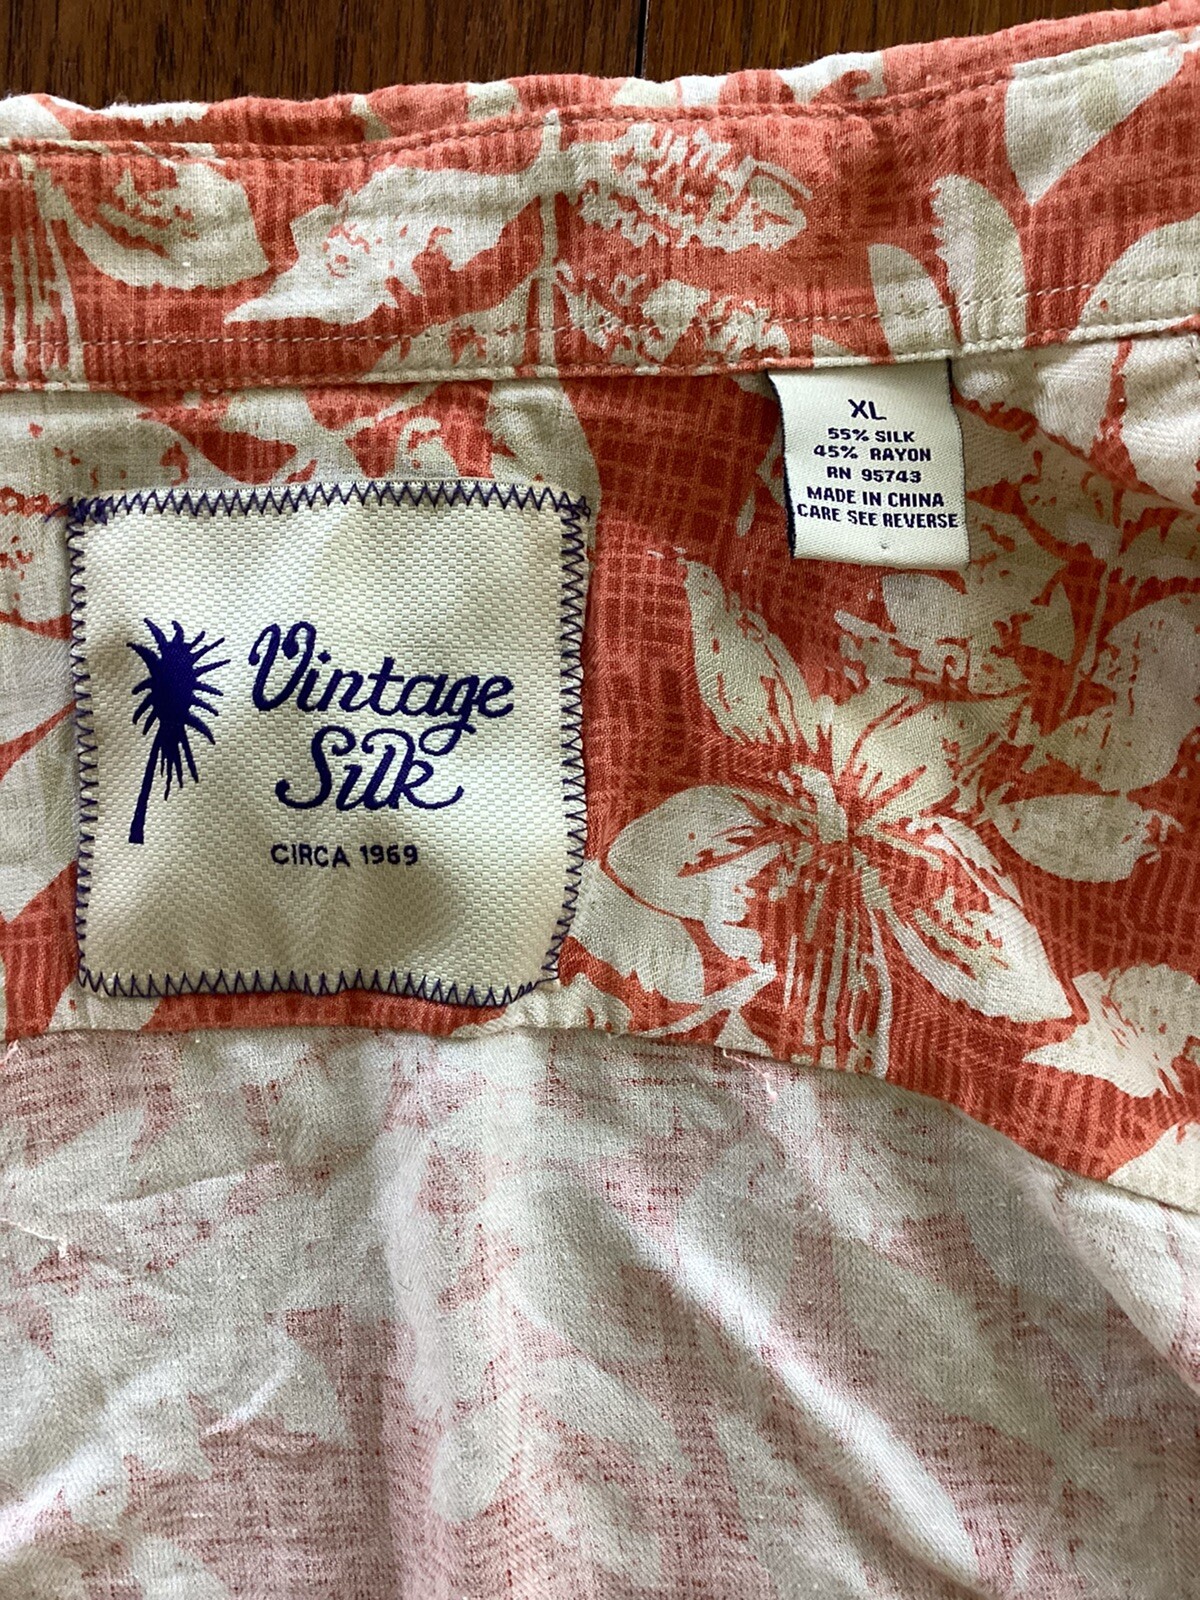 Vintage
Silk
CIRCA 1969
XL
55% SILK
45% RAYON
RN 95743
MADE IN CHINA
CARE SEE REVERSE